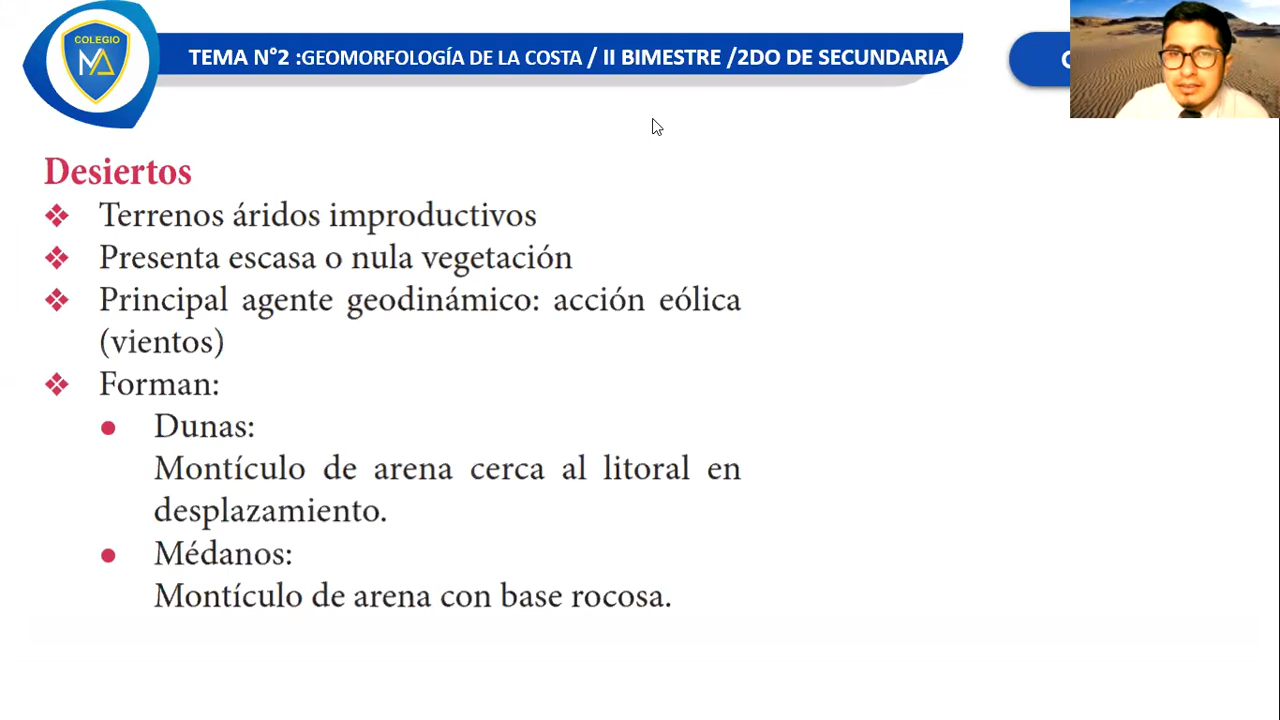 COLEGIO
MA
TEMA N°2 :GEOMORFOLOGÍA DE LA COSTA / II BIMESTRE /2DO DE SECUNDARIA
Desiertos
❖ Terrenos áridos improductivos
❖ Presenta escasa o nula vegetación
❖ Principal agente geodinámico: acción eólica
(vientos)
❖ Forman:
• Dunas:
Montículo de arena cerca al litoral en
desplazamiento.
• Médanos:
Montículo de arena con base rocosa.